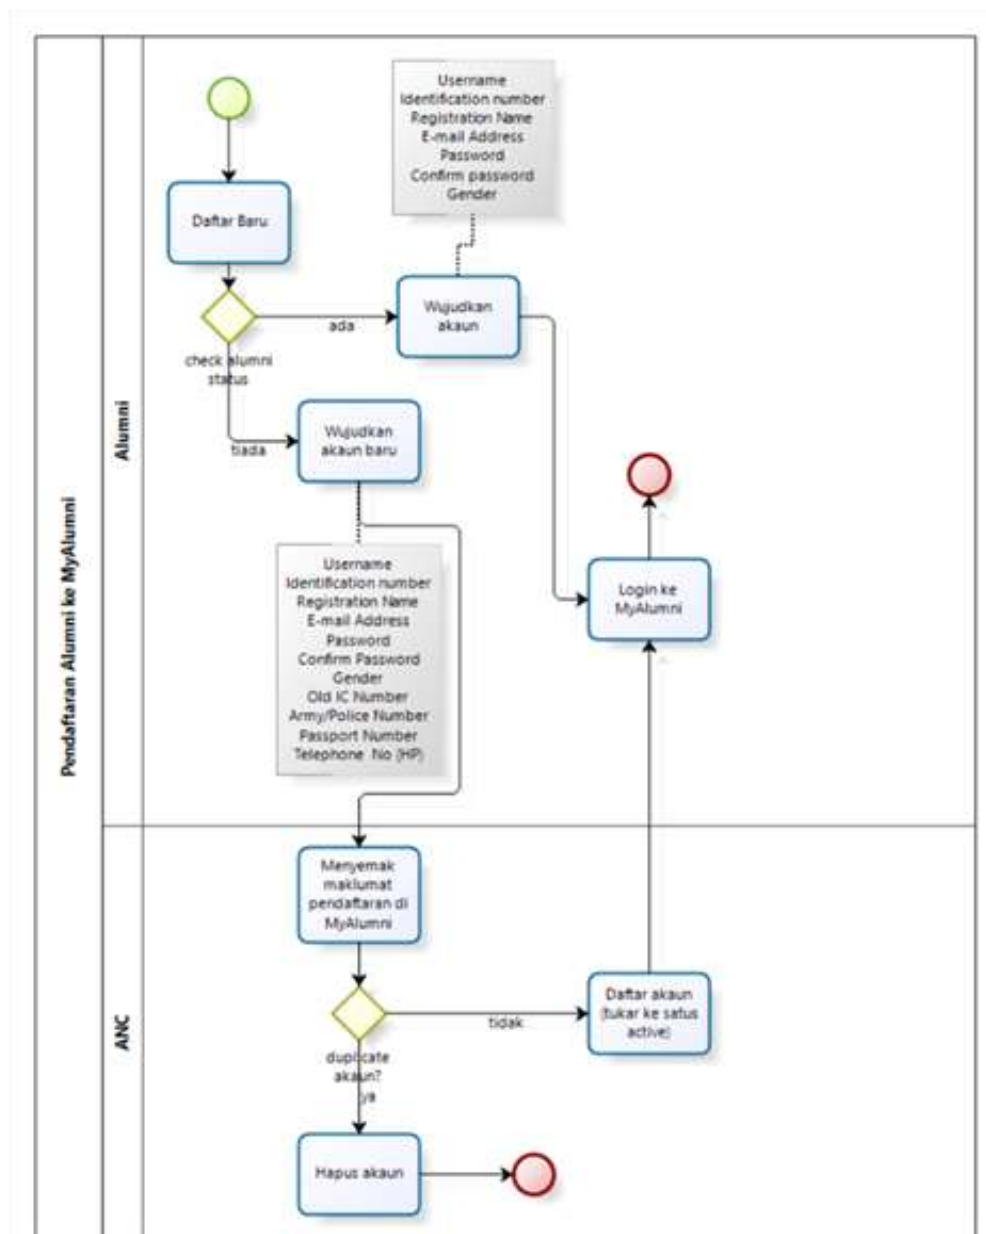 Pendaftaran Alumni ke MyAlumni
Alumni
Daftar Baru
Username
Identification number
Registration Name
E-mail Address
Password
Confirm password
Gender
check alumni
status
ada
Wujudkan
akaun
tiada
Wujudkan
akaun baru
Username
Identification number
Registration Name
E-mail Address
Password
Confirm Password
Gender
Old IC Number
Army/Police Number
Passport Number
Telephone No (HP)
Login ke
MyAlumni
ANC
Menyemak
maklumat
pendaftaran di
MyAlumni
duplicate
akaun?
tidak
Daftar akaun
(tukar ke satus
active)
ya
Hapus akaun